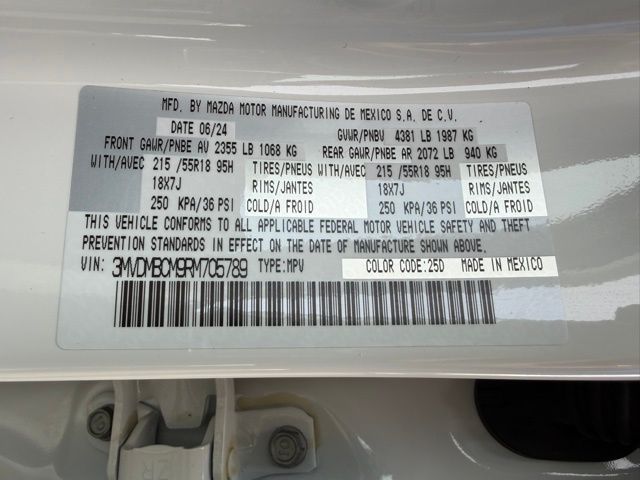 MFD. BY MAZDA MOTOR MANUFACTURING DE MEXICO S.A. DE C.V.
DATE 06/24 GVWR/PNBV 4381 LB 1987 KG
FRONT GAWR/PNBE AV 2355 LB 1068 KG REAR GAWR/PNBE AR 2072 LB 940 KG
WITH/AVEC 215 /55R18 95H TIRES/PNEUS WITH/AVEC 215 /55R18 95H TIRES/PNEUS
18X7J RIMS/JANTES 18X7J RIMS/JANTES
250 KPA/36 PSI COLD/A FROID 250 KPA/36 PSI COLD/A FROID
THIS VEHICLE CONFORMS TO ALL APPLICABLE FEDERAL MOTOR VEHICLE SAFETY AND THEFT
PREVENTION STANDARDS IN EFFECT ON THE DATE OF MANUFACTURE SHOWN ABOVE.
VIN: 3MVDMBCM9RM705789 TYPE:MPV COLOR CODE:25D MADE IN MEXICO